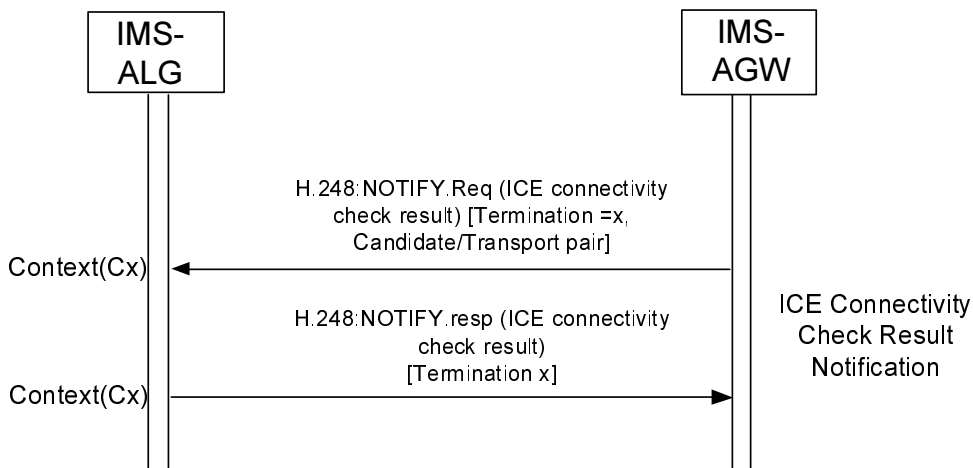 IMS-
ALG
IMS-
AGW
H.248:NOTIFY.Req (ICE connectivity
check result) [Termination =x,
Candidate/Transport pair]
Context(Cx)
H.248:NOTIFY.resp (ICE connectivity
check result)
[Termination x]
Context(Cx)
ICE Connectivity
Check Result
Notification